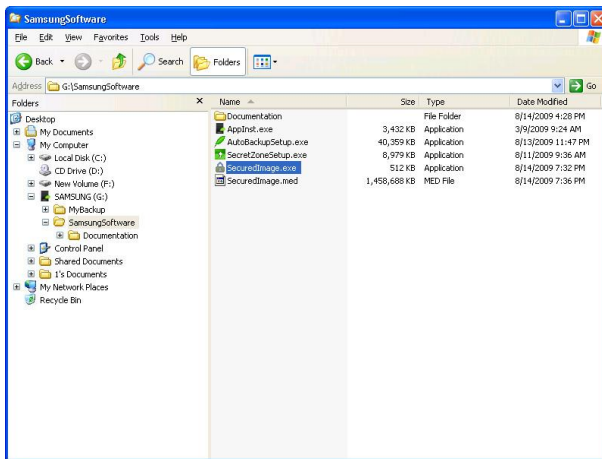 SamsungSoftware
File Edit View Favorites Tools Help
Back Search Folders
Address G:\SamsungSoftware Go
Folders
Desktop
My Documents
My Computer
Local Disk (C:)
CD Drive (D:)
New Volume (F:)
SAMSUNG (G:)
MyBackup
SamsungSoftware
Documentation
Control Panel
Shared Documents
1's Documents
My Network Places
Recycle Bin
Name Size Type Date Modified
Documentation File Folder 8/14/2009 4:28 PM
AppInst.exe 3,432 KB Application 3/9/2009 9:24 AM
AutoBackupSetup.exe 40,359 KB Application 8/13/2009 11:47 PM
SecretZoneSetup.exe 8,979 KB Application 8/11/2009 9:36 AM
SecuredImage.exe 512 KB Application 8/14/2009 7:32 PM
SecuredImage.med 1,458,688 KB MED File 8/14/2009 7:36 PM